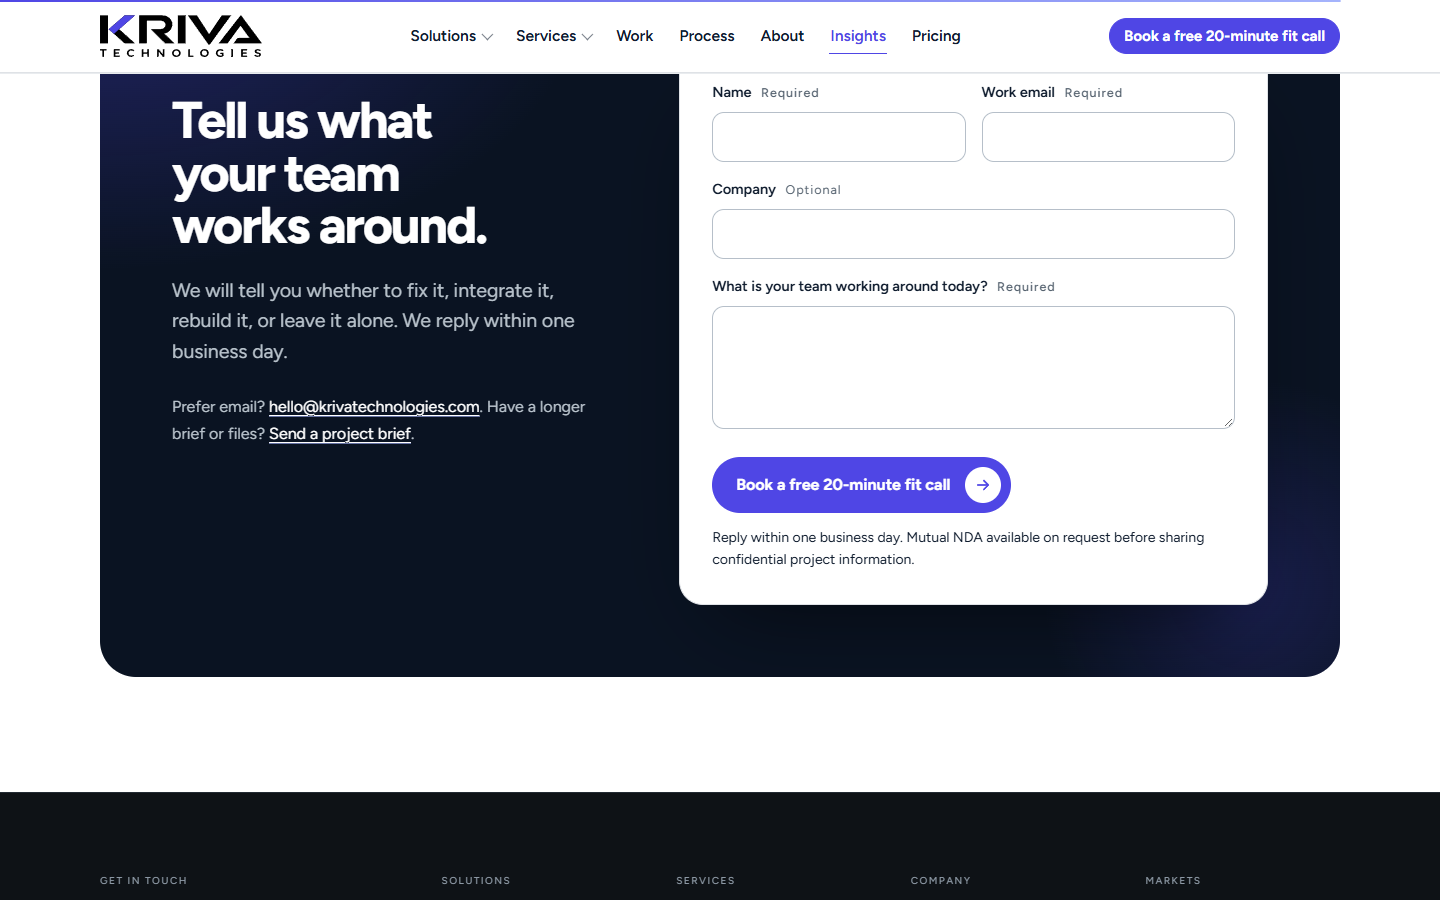 KRIVA
TECHNOLOGIES
Solutions
Services
Work
Process
About
Insights
Pricing
Book a free 20-minute fit call
Tell us what
your team
works around.
We will tell you whether to fix it, integrate it,
rebuild it, or leave it alone. We reply within one
business day.
Prefer email? hello@krivatechnologies.com. Have a longer
brief or files? Send a project brief.
Name Required
Work email Required
Company Optional
What is your team working around today? Required
Book a free 20-minute fit call
Reply within one business day. Mutual NDA available on request before sharing
confidential project information.
GET IN TOUCH
SOLUTIONS
SERVICES
COMPANY
MARKETS